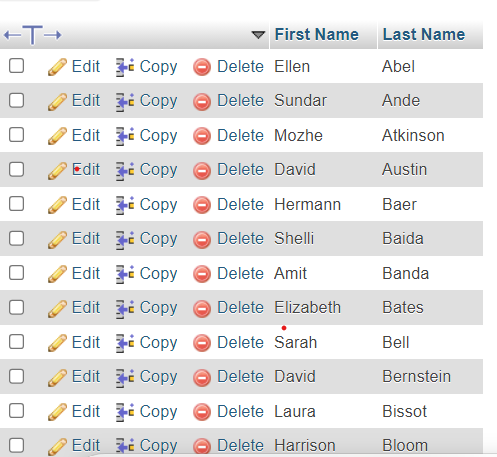 First Name Last Name
Edit Copy Delete Ellen Abel
Edit Copy Delete Sundar Ande
Edit Copy Delete Mozhe Atkinson
Edit Copy Delete David Austin
Edit Copy Delete Hermann Baer
Edit Copy Delete Shelli Baida
Edit Copy Delete Amit Banda
Edit Copy Delete Elizabeth Bates
Edit Copy Delete Sarah Bell
Edit Copy Delete David Bernstein
Edit Copy Delete Laura Bissot
Edit Copy Delete Harrison Bloom